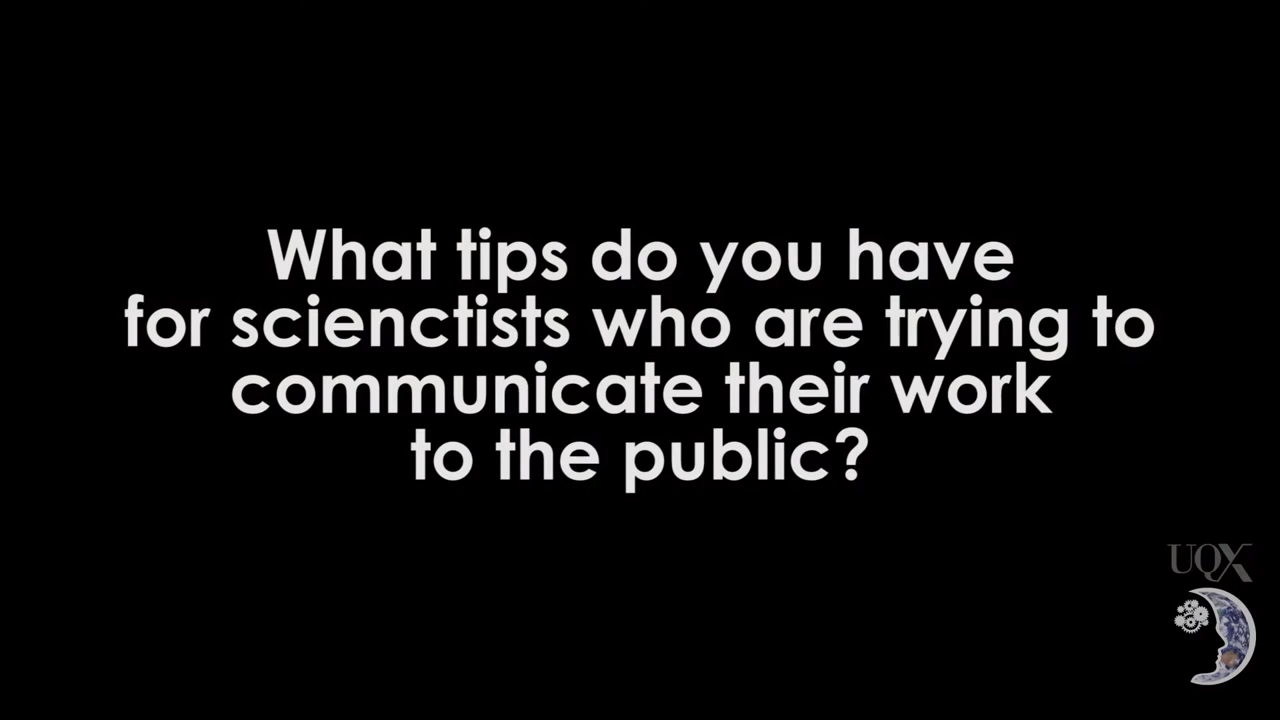 What tips do you have
for scienctists who are trying to
communicate their work
to the public?
UQX